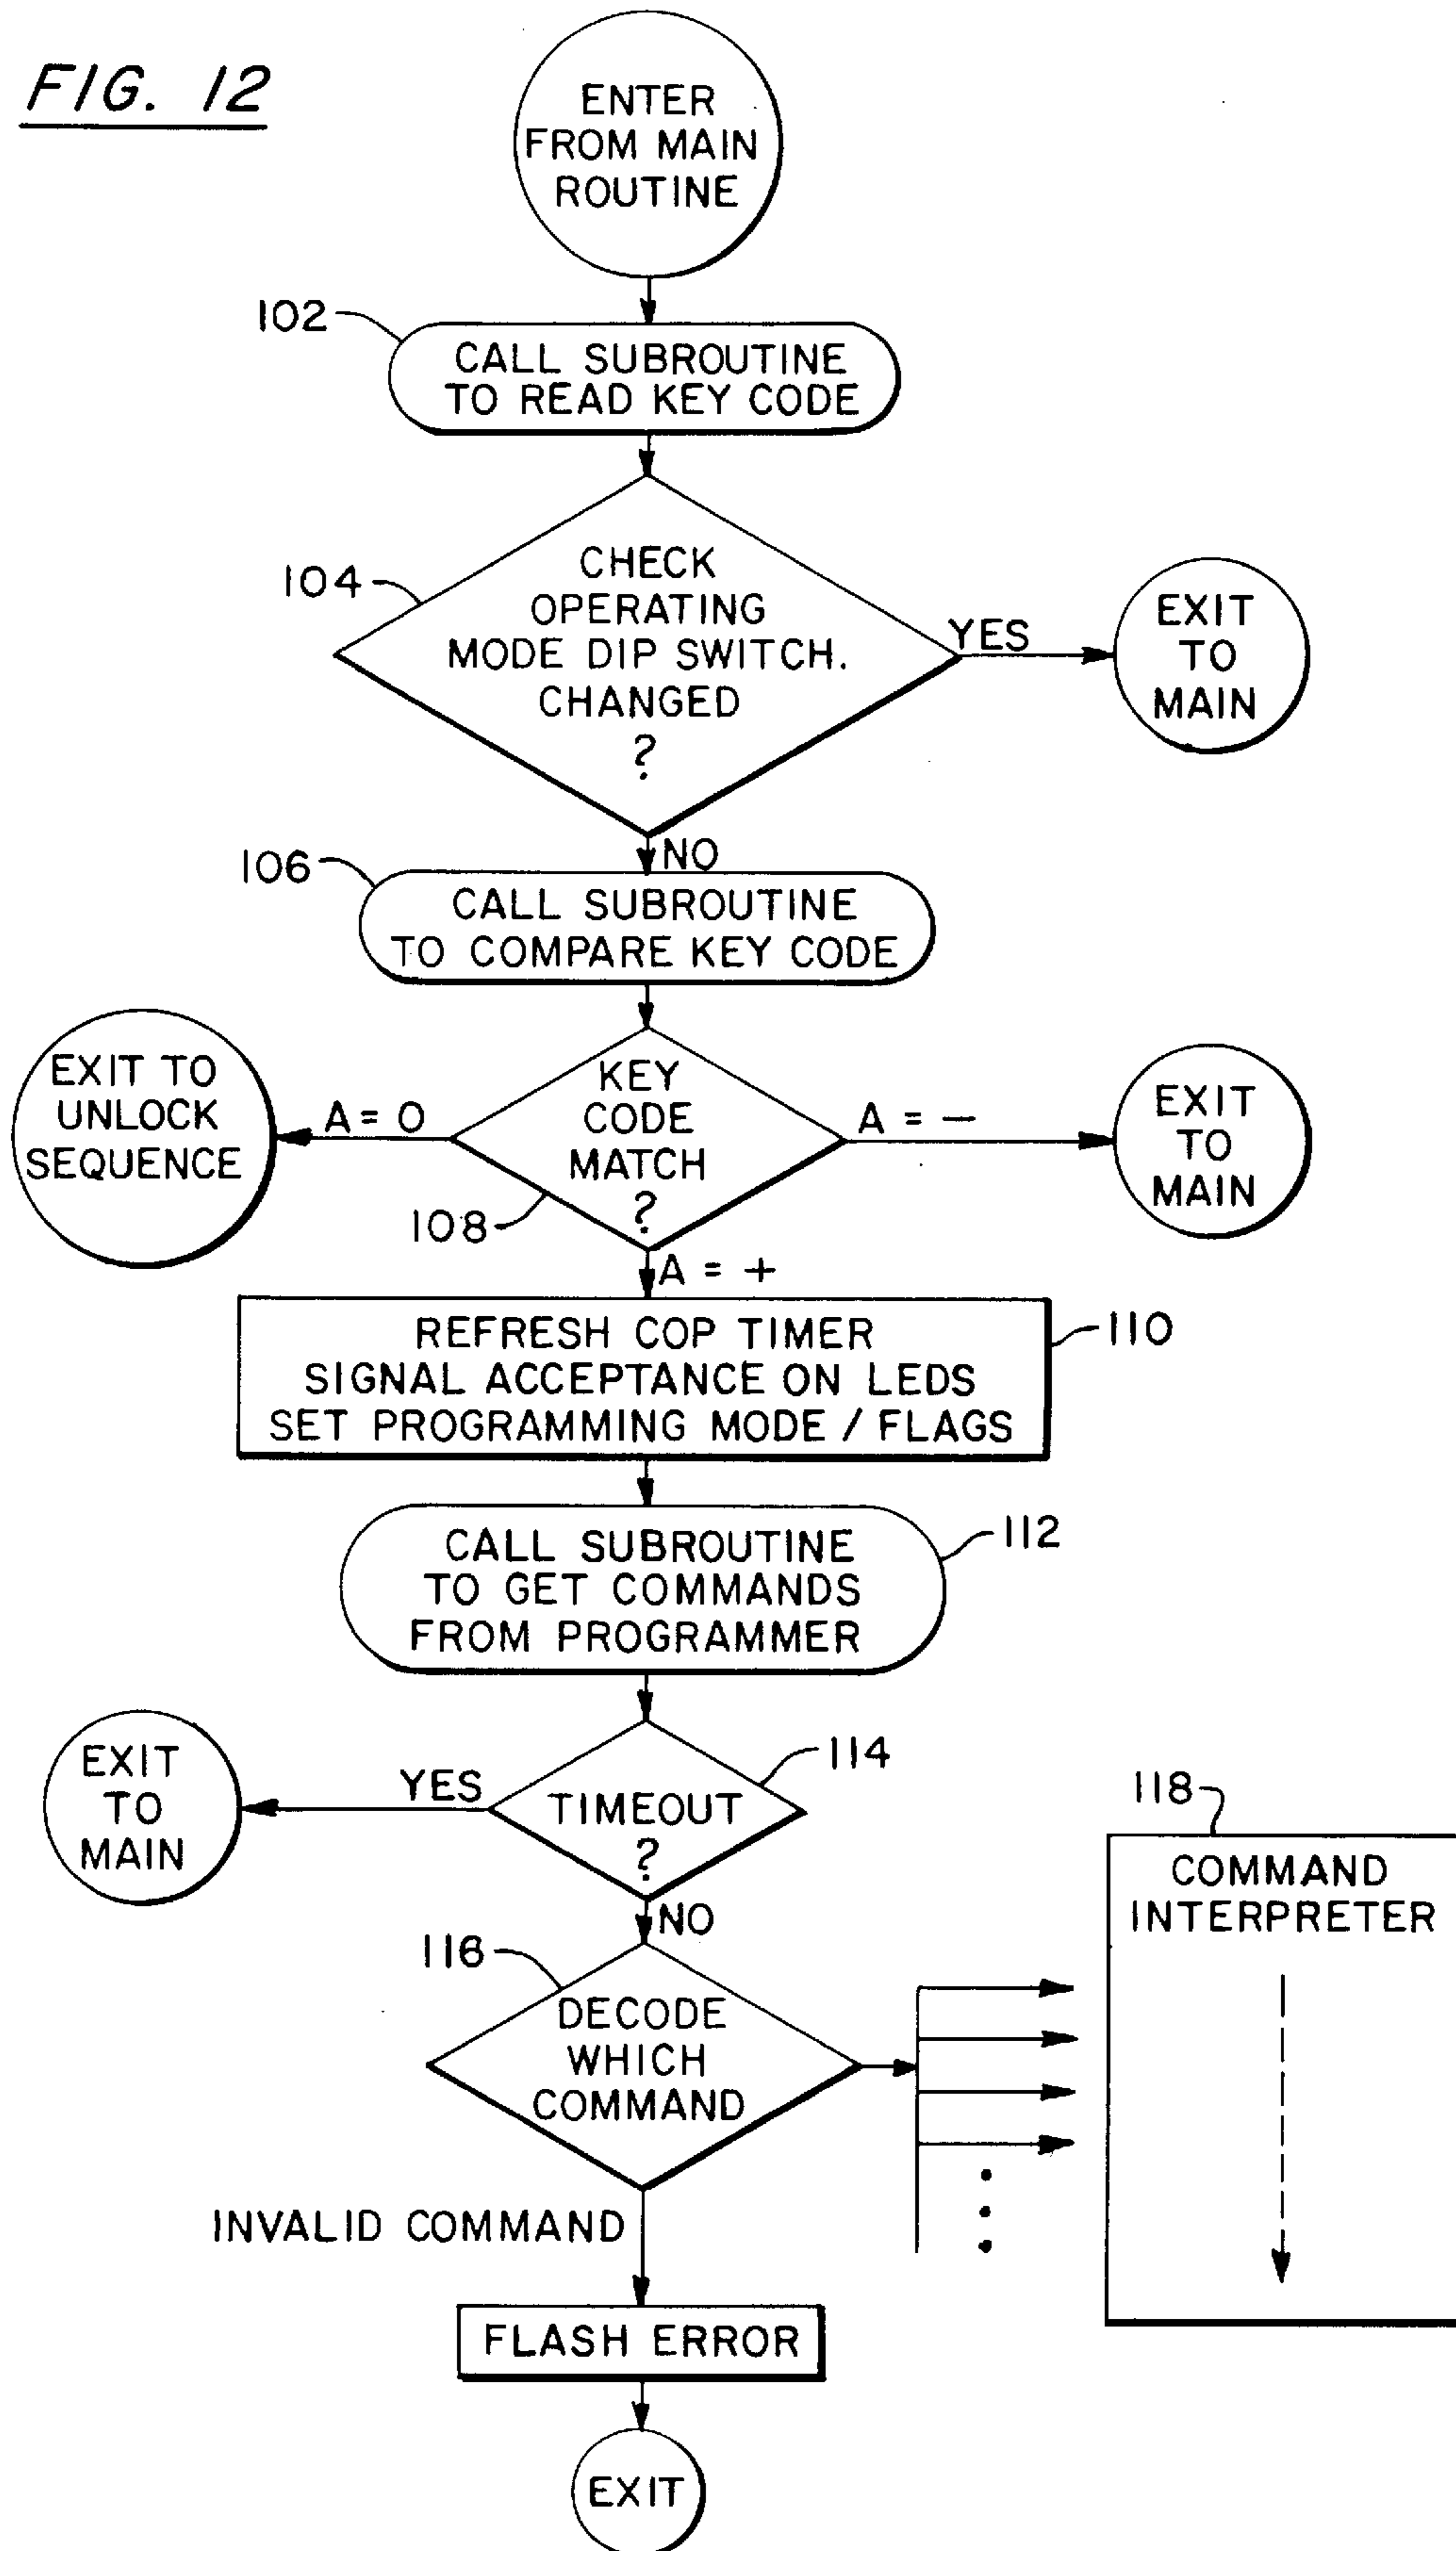 FIG. 12
ENTER
FROM MAIN
ROUTINE
102
CALL SUBROUTINE
TO READ KEY CODE
104
CHECK
OPERATING
MODE DIP SWITCH.
CHANGED
?
YES
EXIT
TO
MAIN
NO
106
CALL SUBROUTINE
TO COMPARE KEY CODE
EXIT TO
UNLOCK
SEQUENCE
A = 0
KEY
CODE
MATCH
?
108
A = –
EXIT
TO
MAIN
A = +
REFRESH COP TIMER
SIGNAL ACCEPTANCE ON LEDS
SET PROGRAMMING MODE / FLAGS
110
CALL SUBROUTINE
TO GET COMMANDS
FROM PROGRAMMER
112
EXIT
TO
MAIN
YES
TIMEOUT
?
114
NO
116
DECODE
WHICH
COMMAND
118
COMMAND
INTERPRETER
INVALID COMMAND
FLASH ERROR
EXIT